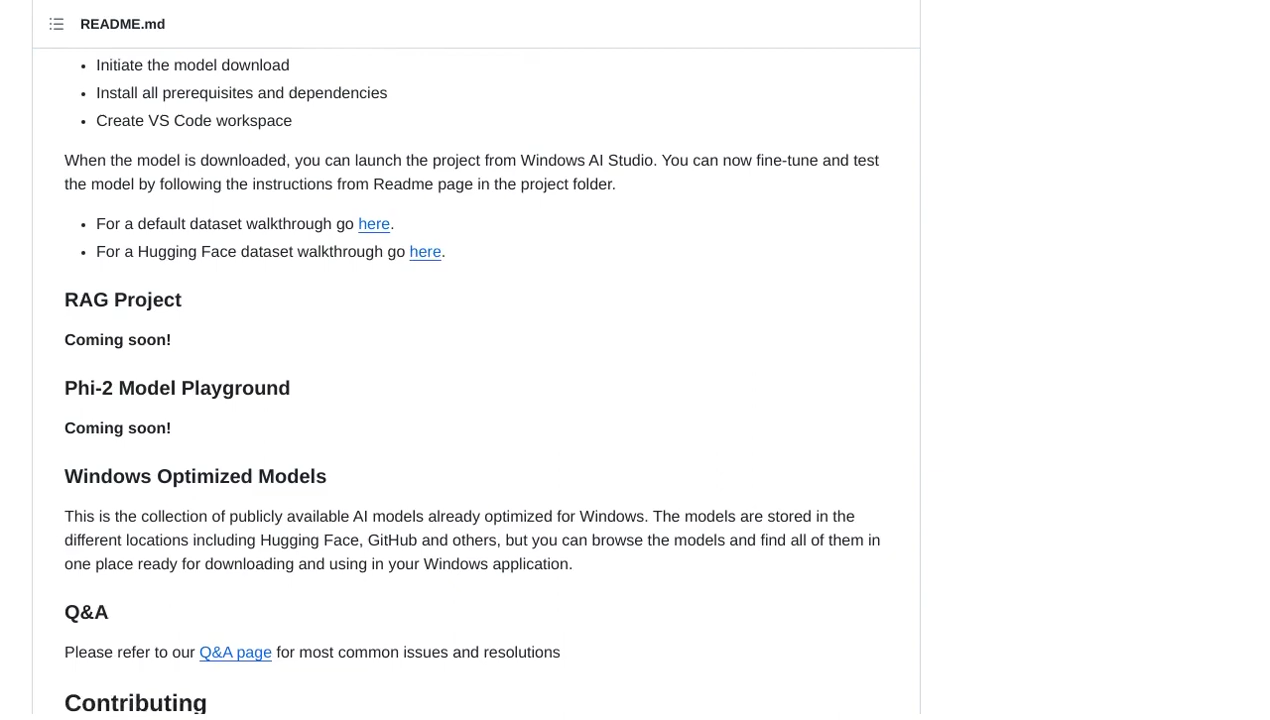 README.md
Initiate the model download
Install all prerequisites and dependencies
Create VS Code workspace
When the model is downloaded, you can launch the project from Windows AI Studio. You can now fine-tune and test
the model by following the instructions from Readme page in the project folder.
For a default dataset walkthrough go here.
For a Hugging Face dataset walkthrough go here.
RAG Project
Coming soon!
Phi-2 Model Playground
Coming soon!
Windows Optimized Models
This is the collection of publicly available AI models already optimized for Windows. The models are stored in the
different locations including Hugging Face, GitHub and others, but you can browse the models and find all of them in
one place ready for downloading and using in your Windows application.
Q&A
Please refer to our Q&A page for most common issues and resolutions
Contributing